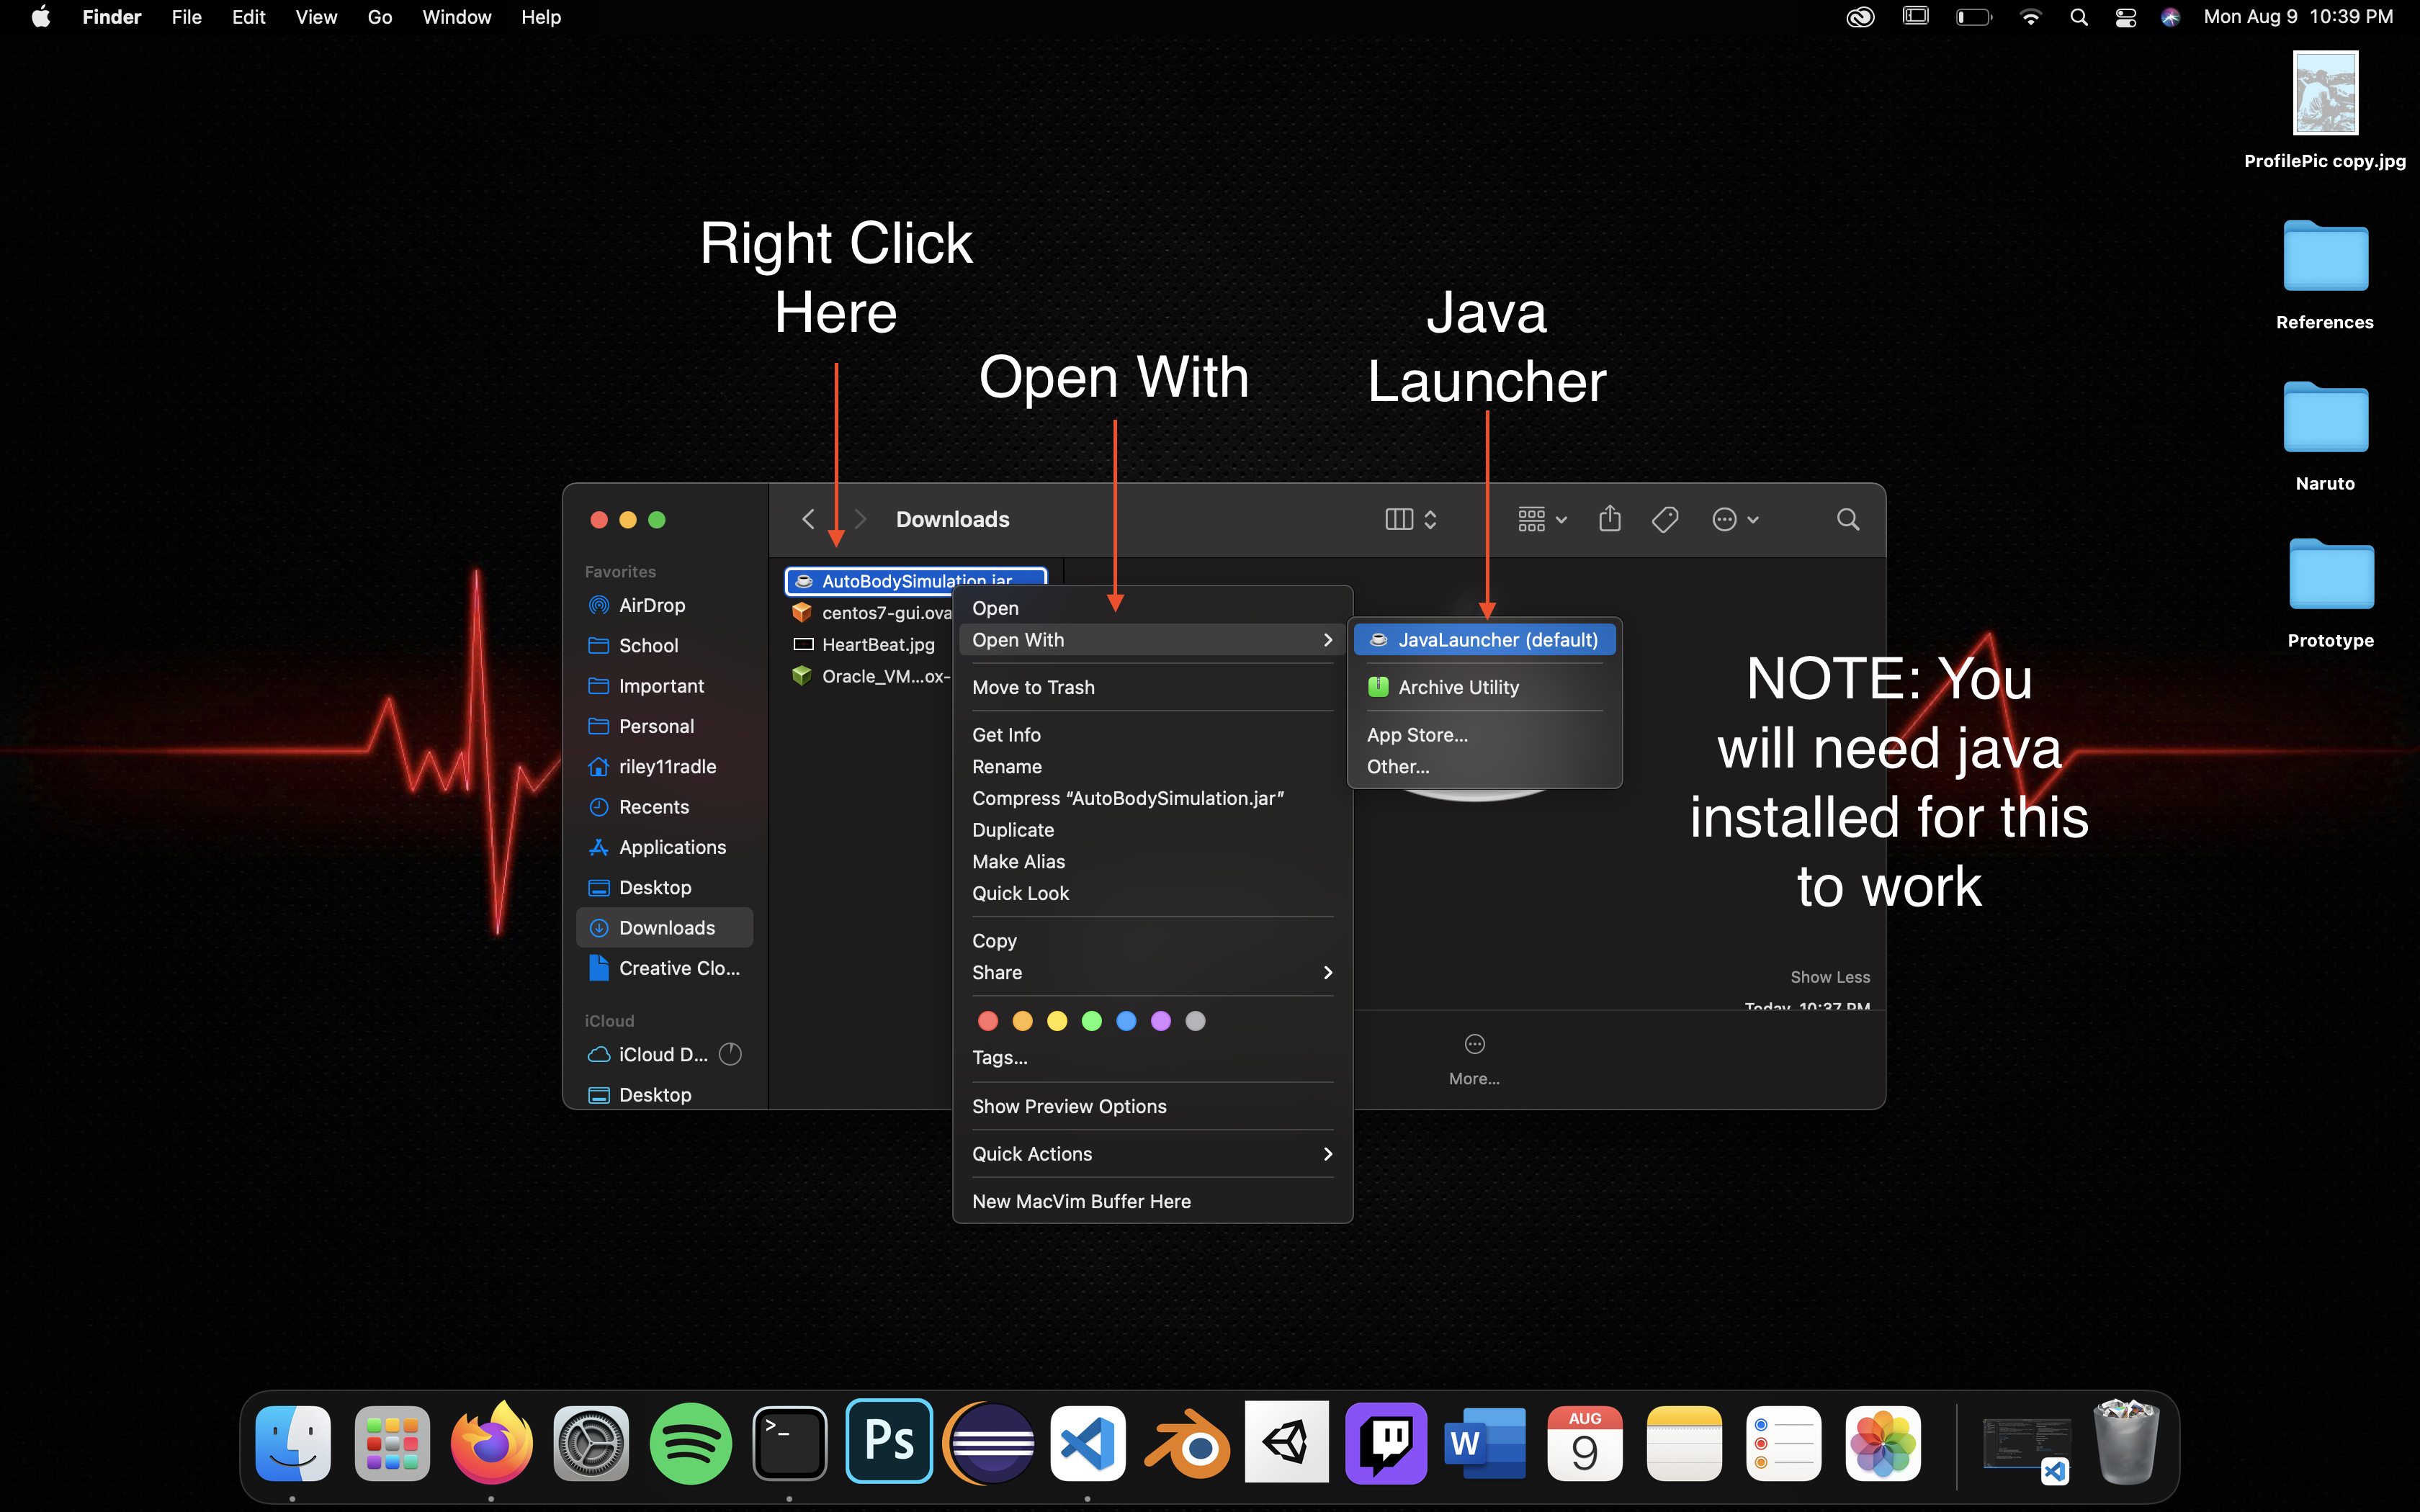 Finder File Edit View Go Window Help
Mon Aug 9 10:39 PM
ProfilePic copy.jpg
References
Naruto
Prototype
Right Click
Here
Open With
Java
Launcher
Downloads
Favorites
AirDrop
School
Important
Personal
riley11radle
Recents
Applications
Desktop
Downloads
Creative Clo...
iCloud
iCloud D...
Desktop
AutoBodySimulation.jar
centos7-gui.ova
HeartBeat.jpg
Oracle_VM...ox-
Open
Open With
Move to Trash
Get Info
Rename
Compress “AutoBodySimulation.jar”
Duplicate
Make Alias
Quick Look
Copy
Share
Tags...
Show Preview Options
Quick Actions
New MacVim Buffer Here
JavaLauncher (default)
Archive Utility
App Store...
Other...
NOTE: You
will need java
installed for this
to work
Show Less
Today, 10:37 PM
More...
>_
Ps
W
AUG
9